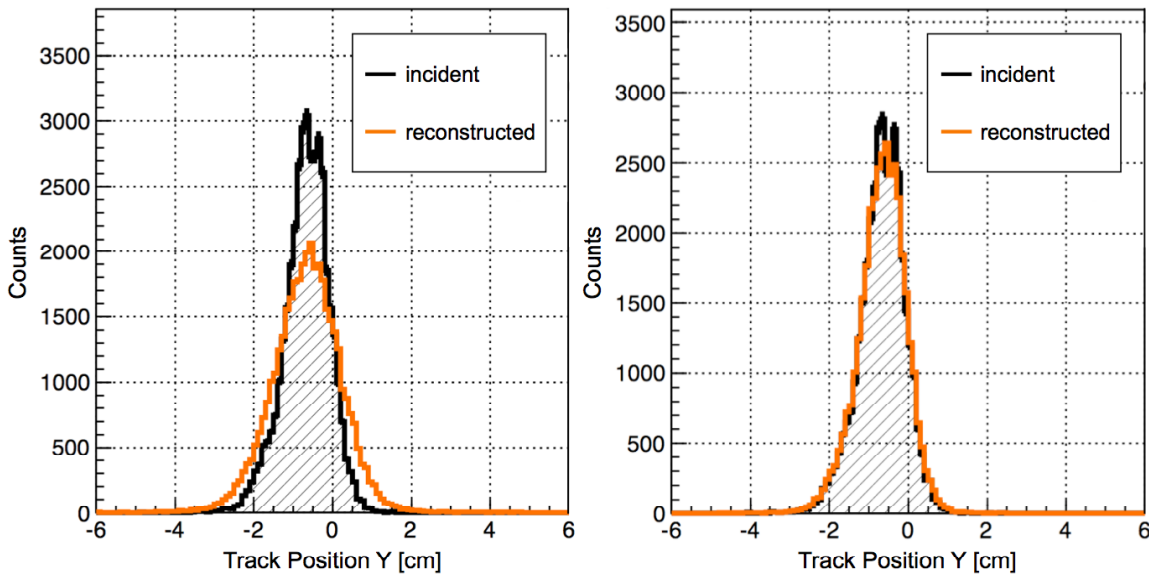 3500
3000
2500
2000
1500
1000
500
0
Counts
incident
reconstructed
-6 -4 -2 0 2 4 6
Track Position Y [cm]
3500
3000
2500
2000
1500
1000
500
0
Counts
incident
reconstructed
-6 -4 -2 0 2 4 6
Track Position Y [cm]